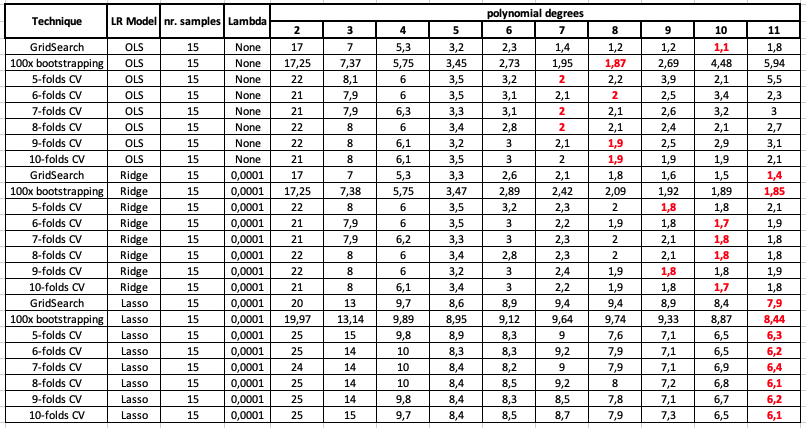 Technique LR Model nr. samples Lambda polynomial degrees
2 3 4 5 6 7 8 9 10 11
GridSearch OLS 15 None 17 7 5,3 3,2 2,3 1,4 1,2 1,2 1,1 1,8
100x bootstrapping OLS 15 None 17,25 7,37 5,75 3,45 2,73 1,95 1,87 2,69 4,48 5,94
5-folds CV OLS 15 None 22 8,1 6 3,5 3,2 2 2,2 3,9 2,1 5,5
6-folds CV OLS 15 None 21 7,9 6 3,5 3,1 2,1 2 2,5 3,4 2,3
7-folds CV OLS 15 None 21 7,9 6,3 3,3 3,1 2 2,1 2,6 3,2 3
8-folds CV OLS 15 None 22 8 6 3,4 2,8 2 2,1 2,4 2,1 2,7
9-folds CV OLS 15 None 22 8 6,1 3,2 3 2,1 1,9 2,5 2,9 3,1
10-folds CV OLS 15 None 21 8 6,1 3,5 3 2 1,9 1,9 1,9 2,1
GridSearch Ridge 15 0,0001 17 7 5,3 3,3 2,6 2,1 1,8 1,6 1,5 1,4
100x bootstrapping Ridge 15 0,0001 17,25 7,38 5,75 3,47 2,89 2,42 2,09 1,92 1,89 1,85
5-folds CV Ridge 15 0,0001 22 8 6 3,5 3,2 2,3 2 1,8 1,8 2,1
6-folds CV Ridge 15 0,0001 21 7,9 6 3,5 3 2,2 1,9 1,8 1,7 1,9
7-folds CV Ridge 15 0,0001 21 7,9 6,2 3,3 3 2,3 2 2,1 1,8 1,8
8-folds CV Ridge 15 0,0001 22 8 6 3,4 2,8 2,3 2 2,1 1,8 1,8
9-folds CV Ridge 15 0,0001 22 8 6 3,2 3 2,4 1,9 1,8 1,8 1,9
10-folds CV Ridge 15 0,0001 21 8 6,1 3,4 3 2,2 1,9 1,8 1,7 1,8
GridSearch Lasso 15 0,0001 20 13 9,7 8,6 8,9 9,4 9,4 8,9 8,4 7,9
100x bootstrapping Lasso 15 0,0001 19,97 13,14 9,89 8,95 9,12 9,64 9,74 9,33 8,87 8,44
5-folds CV Lasso 15 0,0001 25 15 9,8 8,9 8,3 9 7,6 7,1 6,5 6,3
6-folds CV Lasso 15 0,0001 25 14 10 8,3 8,3 9,2 7,9 7,1 6,5 6,2
7-folds CV Lasso 15 0,0001 24 14 10 8,4 8,2 9 7,9 7,1 6,9 6,4
8-folds CV Lasso 15 0,0001 25 14 10 8,4 8,5 9,2 8 7,2 6,8 6,1
9-folds CV Lasso 15 0,0001 25 14 9,8 8,4 8,3 8,5 7,8 7,1 6,7 6,2
10-folds CV Lasso 15 0,0001 25 15 9,7 8,4 8,5 8,7 7,9 7,3 6,5 6,1